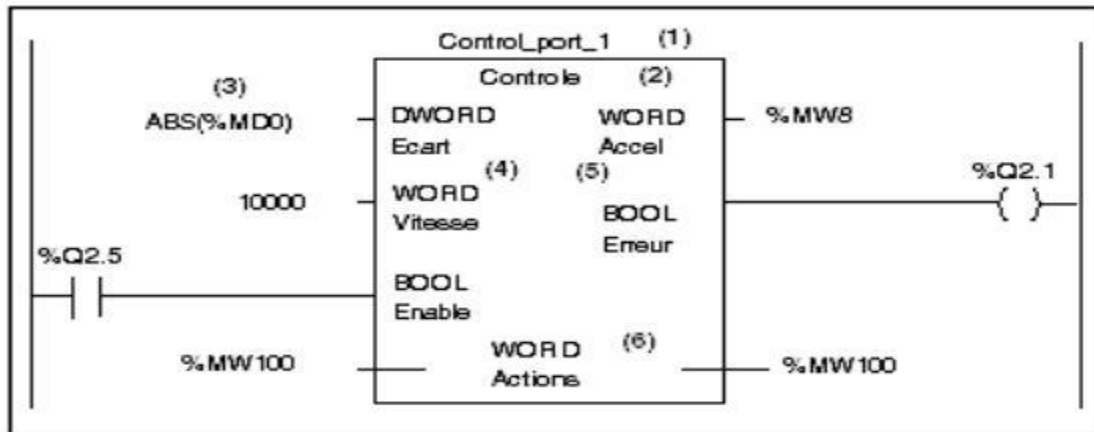 Control_port_1 (1)
Controle (2)
(3)
ABS(%MD0)
DWORD
Ecart
WORD
Accel
%MW8
(4)
(5)
10000
WORD
Vitesse
BOOL
Erreur
%Q2.1
( )
%Q2.5
BOOL
Enable
%MW100
WORD (6)
Actions
%MW100